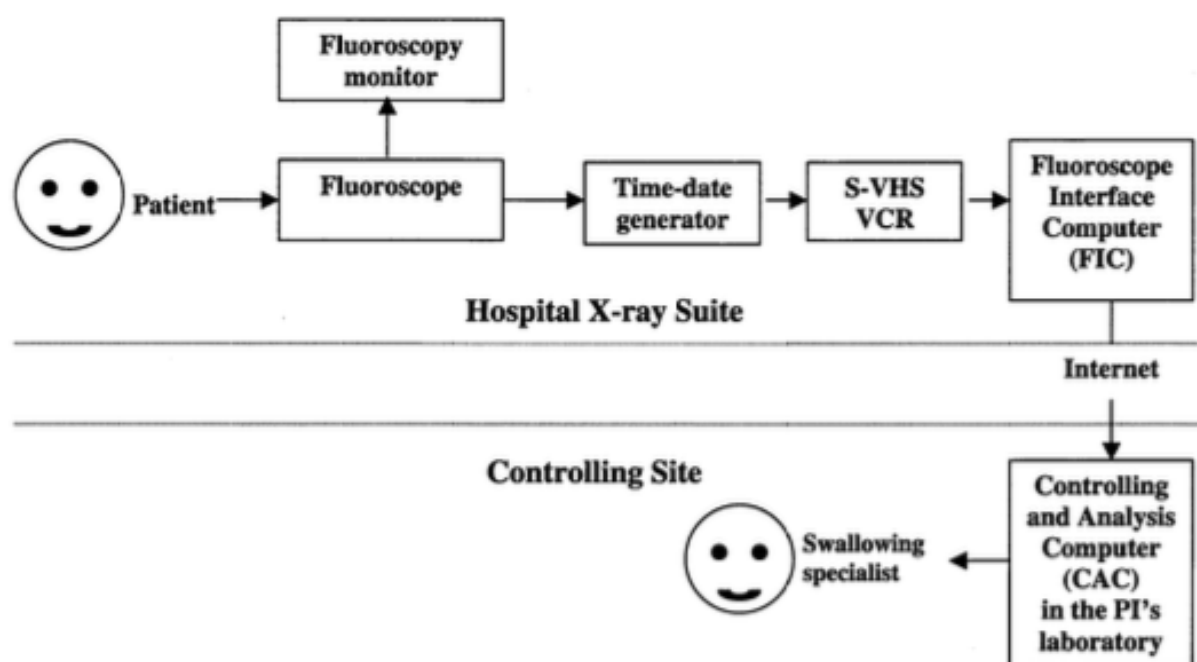 Fluoroscopy
monitor
Patient
Fluoroscope
Time-date
generator
S-VHS
VCR
Fluoroscope
Interface
Computer
(FIC)
Hospital X-ray Suite
Internet
Controlling Site
Swallowing
specialist
Controlling
and Analysis
Computer
(CAC)
in the PI's
laboratory